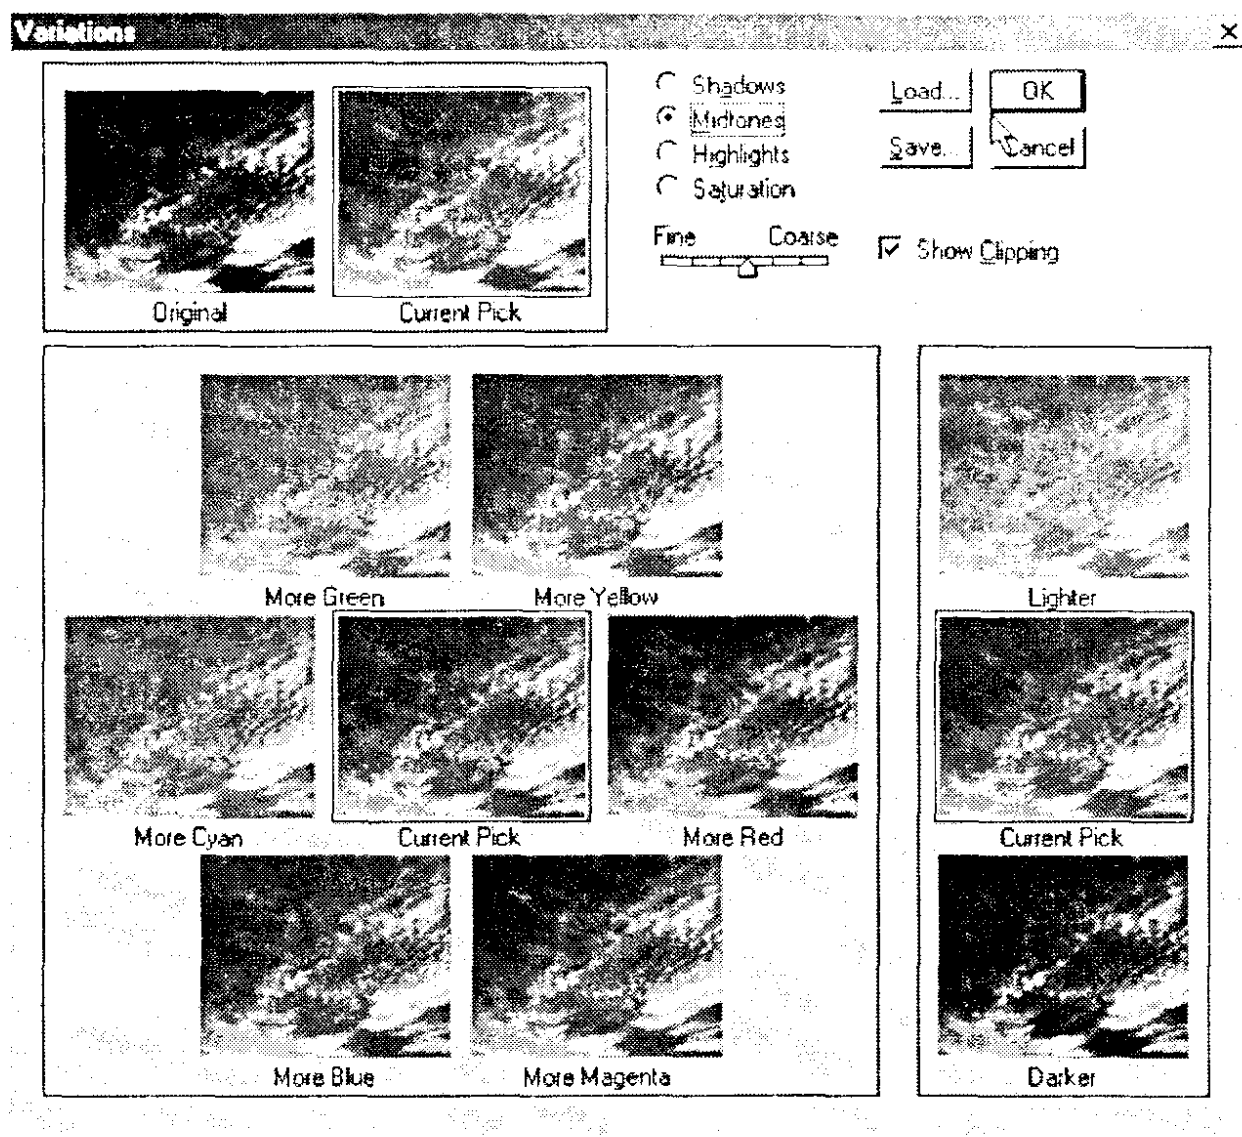 Variations
Shadows
Midtones
Highlights
Saturation
Load...
OK
Save...
Cancel
Fine
Coarse
Show Clipping
Original
Current Pick
More Green
More Yellow
Lighter
More Cyan
Current Pick
More Red
Current Pick
More Blue
More Magenta
Darker